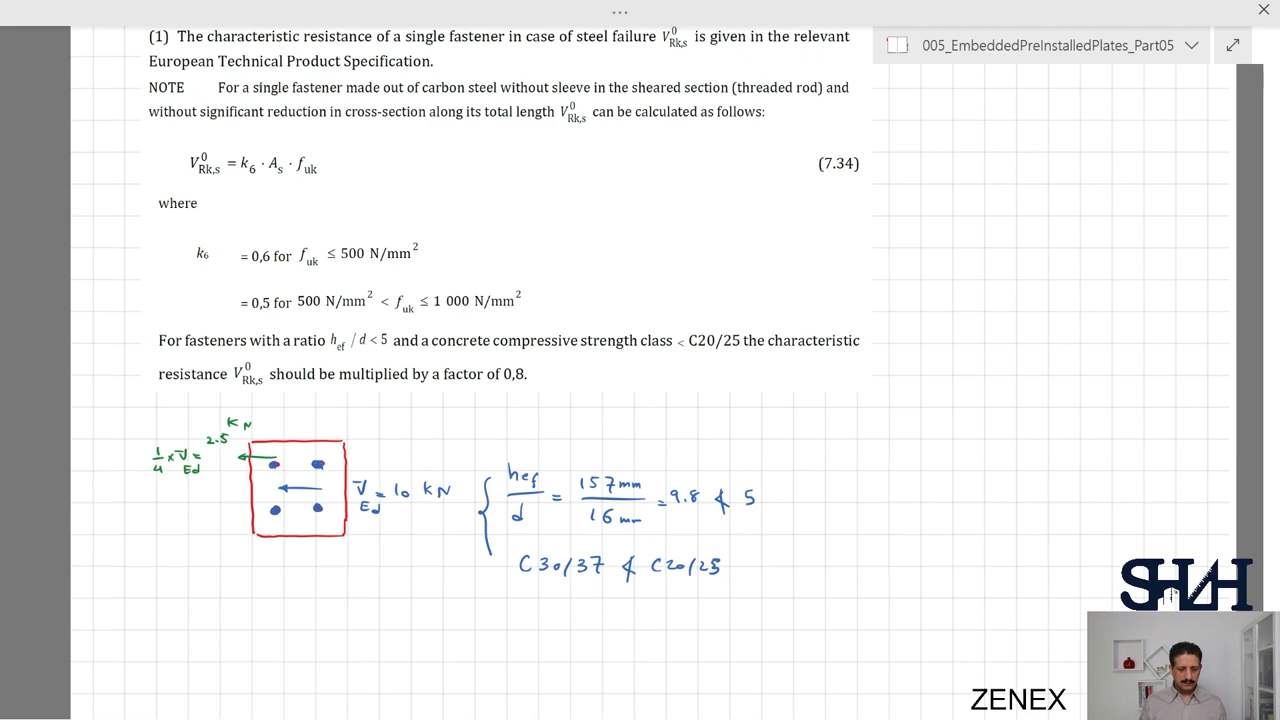 (1) The characteristic resistance of a single fastener in case of steel failure V⁰Rk,s is given in the relevant
European Technical Product Specification.
005_EmbeddedPreInstalledPlates_Part05
NOTE For a single fastener made out of carbon steel without sleeve in the sheared section (threaded rod) and
without significant reduction in cross-section along its total length V⁰Rk,s can be calculated as follows:
V⁰Rk,s = k6 · As · fuk (7.34)
where
k6 = 0,6 for fuk ≤ 500 N/mm²
= 0,5 for 500 N/mm² < fuk ≤ 1 000 N/mm²
For fasteners with a ratio hef / d < 5 and a concrete compressive strength class < C20/25 the characteristic
resistance V⁰Rk,s should be multiplied by a factor of 0,8.
1/4 × VEd = 2.5 KN
VEd = 10 KN
hef/d = 157mm/16mm = 9.8 ≮ 5
C30/37 ≮ C20/25
SHZH
ZENEX